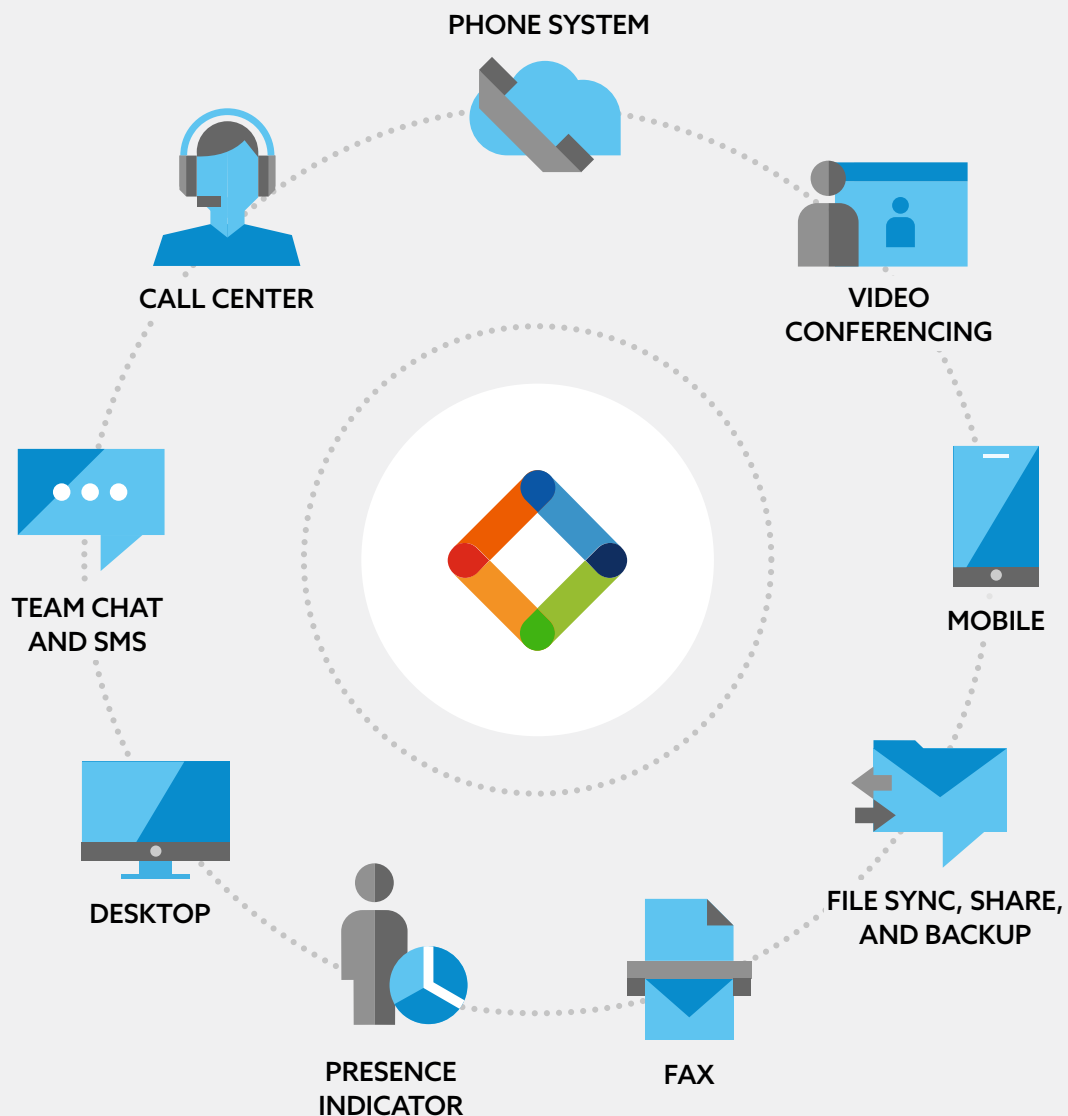 PHONE SYSTEM
CALL CENTER
VIDEO
CONFERENCING
TEAM CHAT
AND SMS
MOBILE
DESKTOP
FILE SYNC, SHARE,
AND BACKUP
PRESENCE
INDICATOR
FAX